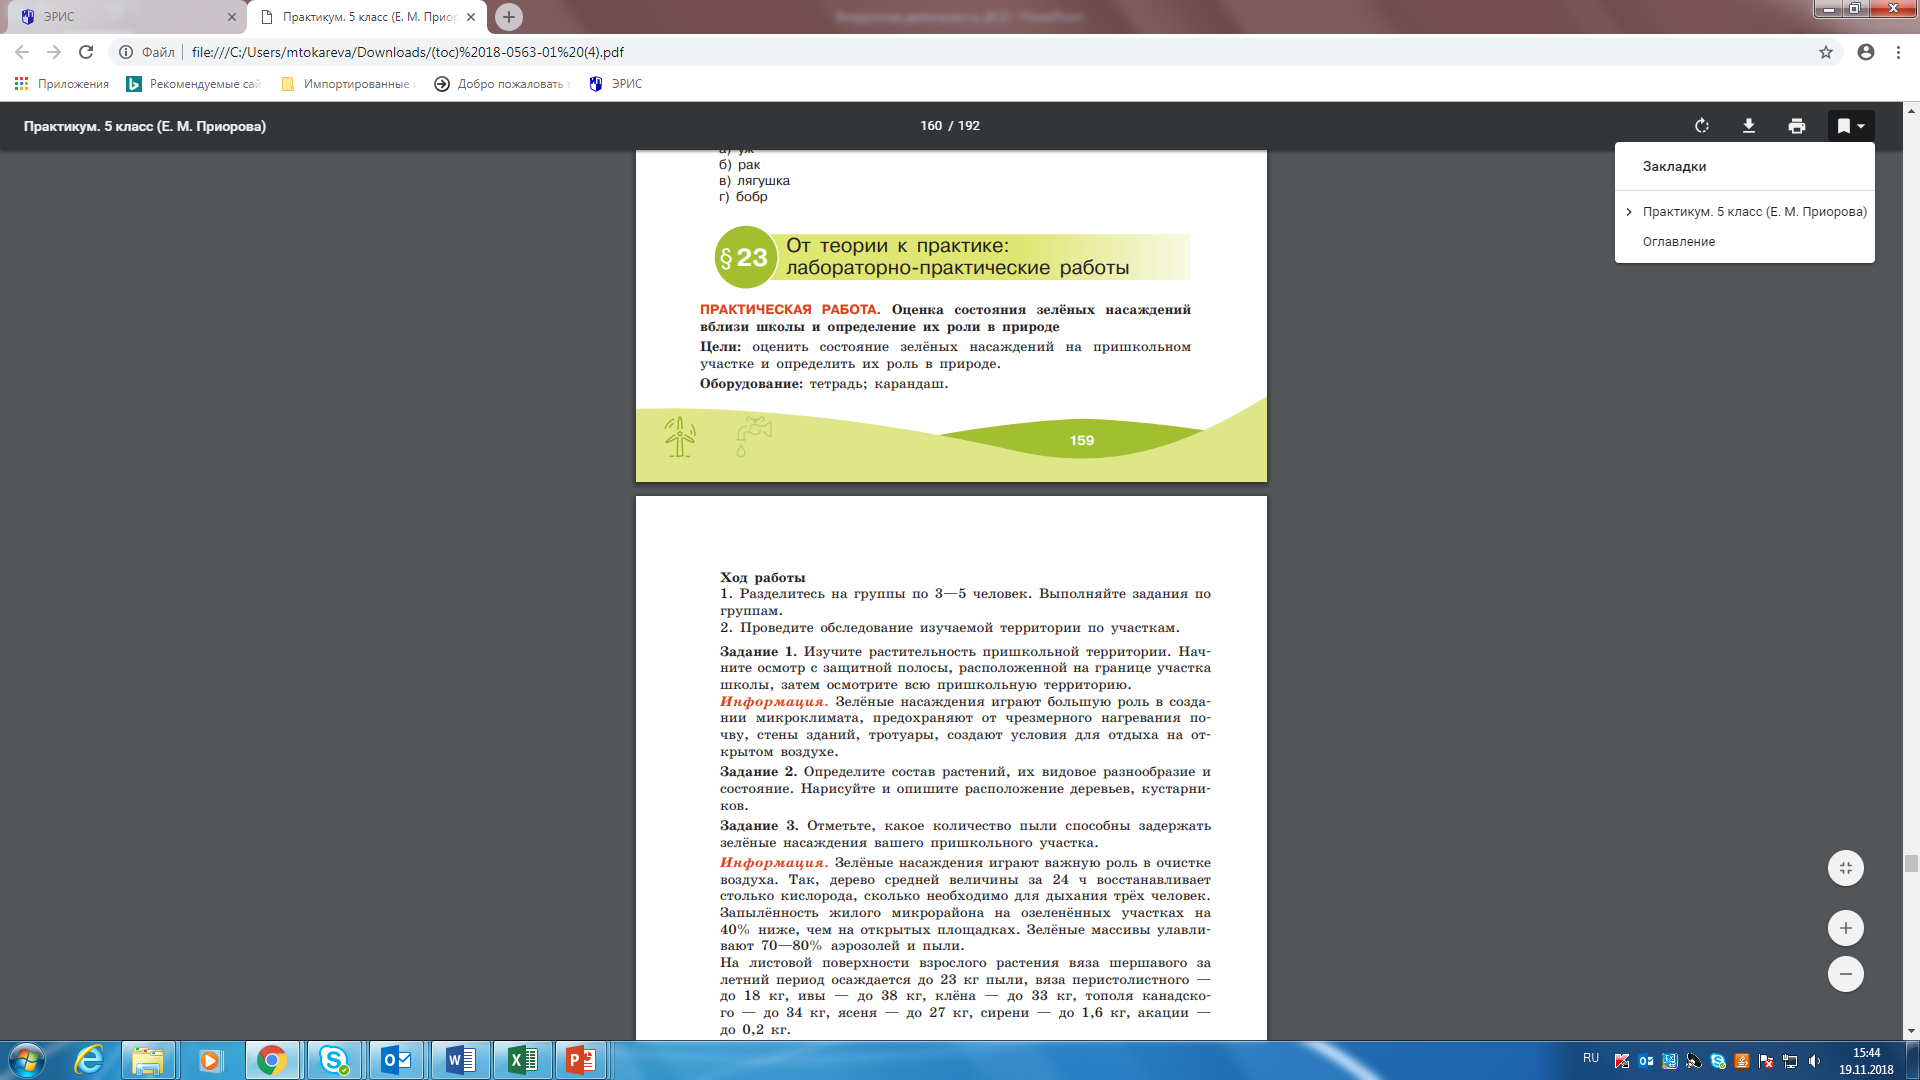 ЭРИС
Практикум. 5 класс (Е. М. Приор
Файл
file:///C:/Users/mtokareva/Downloads/(toc)%2018-0563-01%20(4).pdf
Приложения
Рекомендуемые сай
Импортированные
Добро пожаловать
ЭРИС
Практикум. 5 класс (Е. М. Приорова)
160 / 192
Закладки
Практикум. 5 класс (Е. М. Приорова)
Оглавление
а) уж
б) рак
в) лягушка
г) бобр
§ 23
От теории к практике:
лабораторно-практические работы
ПРАКТИЧЕСКАЯ РАБОТА. Оценка состояния зелёных насаждений
вблизи школы и определение их роли в природе
Цели: оценить состояние зелёных насаждений на пришкольном
участке и определить их роль в природе.
Оборудование: тетрадь; карандаш.
159
Ход работы
1. Разделитесь на группы по 3—5 человек. Выполняйте задания по
группам.
2. Проведите обследование изучаемой территории по участкам.
Задание 1. Изучите растительность пришкольной территории. Нач-
ните осмотр с защитной полосы, расположенной на границе участка
школы, затем осмотрите всю пришкольную территорию.
Информация. Зелёные насаждения играют большую роль в созда-
нии микроклимата, предохраняют от чрезмерного нагревания по-
чву, стены зданий, тротуары, создают условия для отдыха на от-
крытом воздухе.
Задание 2. Определите состав растений, их видовое разнообразие и
состояние. Нарисуйте и опишите расположение деревьев, кустарни-
ков.
Задание 3. Отметьте, какое количество пыли способны задержать
зелёные насаждения вашего пришкольного участка.
Информация. Зелёные насаждения играют важную роль в очистке
воздуха. Так, дерево средней величины за 24 ч восстанавливает
столько кислорода, сколько необходимо для дыхания трёх человек.
Запылённость жилого микрорайона на озеленённых участках на
40% ниже, чем на открытых площадках. Зелёные массивы улавли-
вают 70—80% аэрозолей и пыли.
На листовой поверхности взрослого растения вяза шершавого за
летний период осаждается до 23 кг пыли, вяза перистолистного —
до 18 кг, ивы — до 38 кг, клёна — до 33 кг, тополя канадско-
го — до 34 кг, ясеня — до 27 кг, сирени — до 1,6 кг, акации —
до 0,2 кг.
RU
15:44
19.11.2018